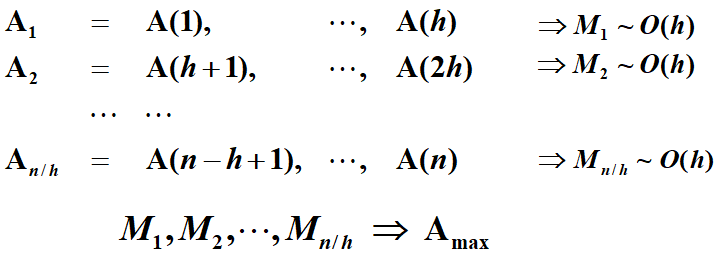 A₁ = A(1), ⋯, A(h) ⇒ M₁ ~ O(h)
A₂ = A(h+1), ⋯, A(2h) ⇒ M₂ ~ O(h)
⋯ ⋯
Aₙ/ₕ = A(n−h+1), ⋯, A(n) ⇒ Mₙ/ₕ ~ O(h)
M₁,M₂,⋯,Mₙ/ₕ ⇒ Aₘₐₓ